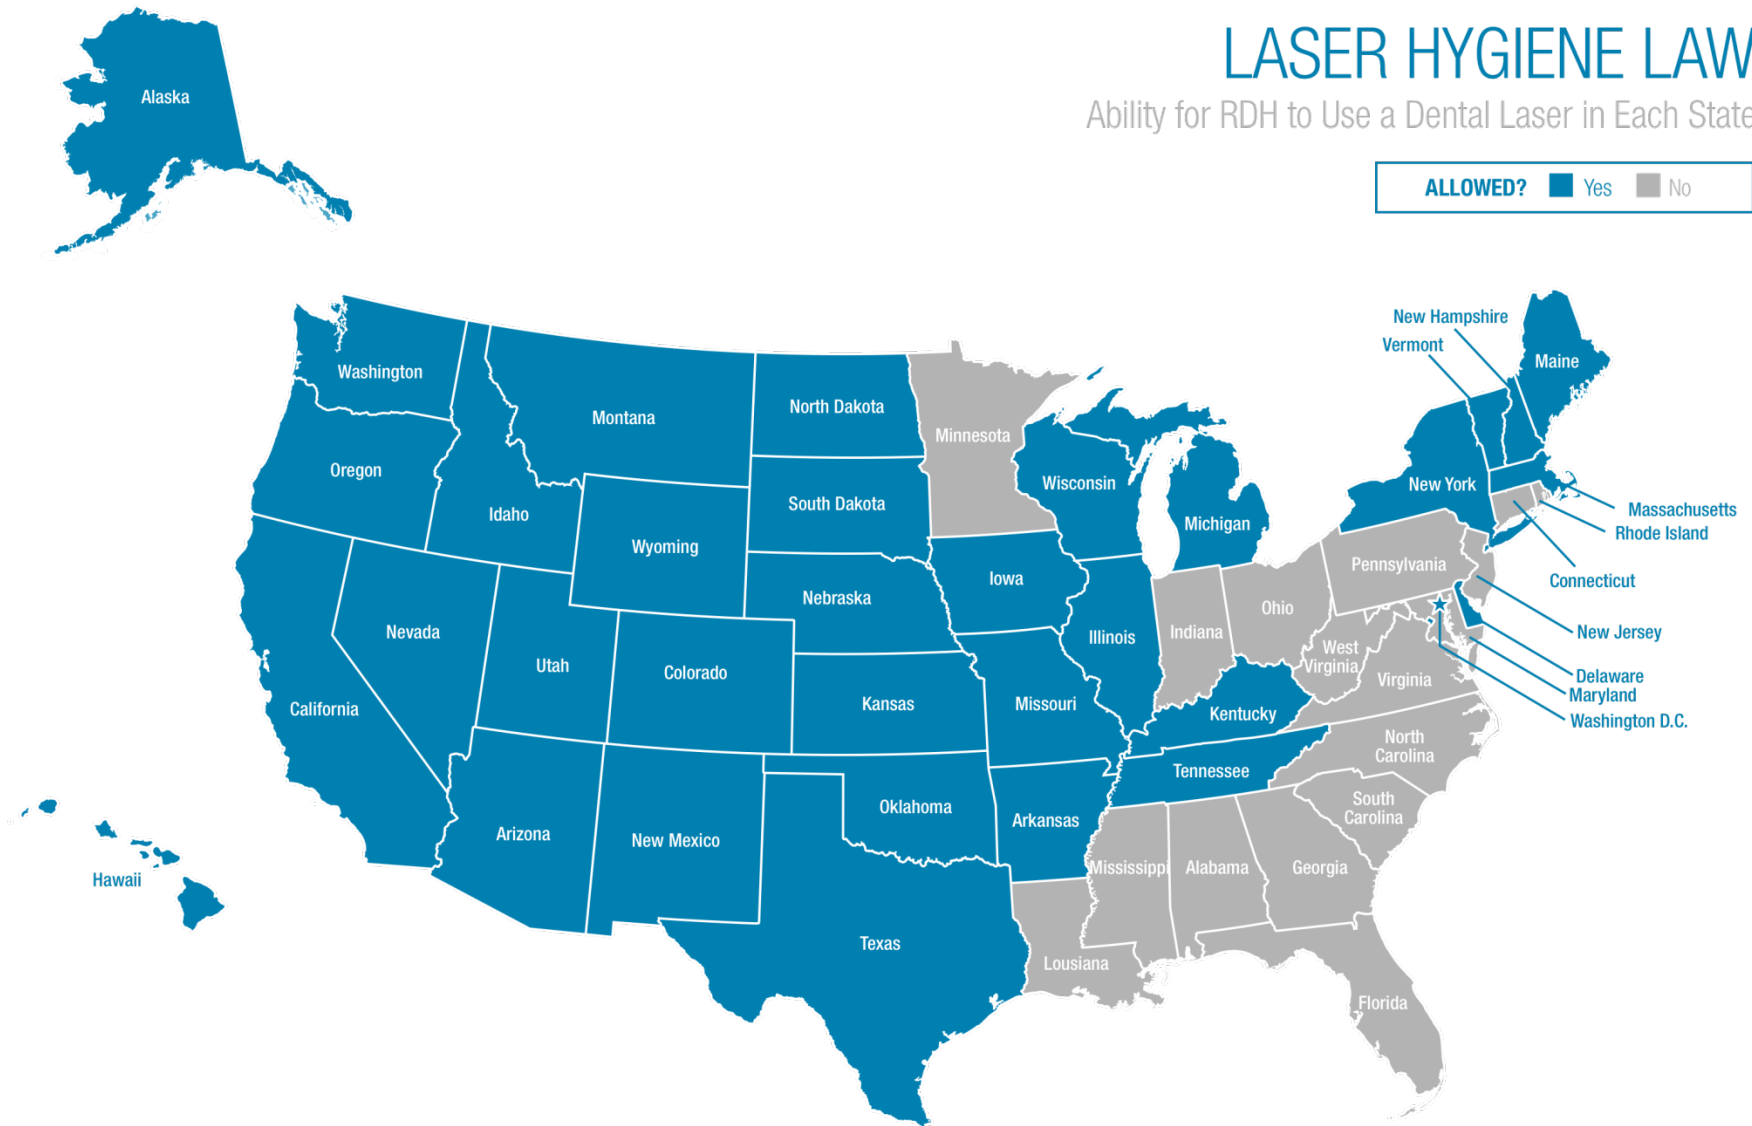 LASER HYGIENE LAW
Ability for RDH to Use a Dental Laser in Each State
ALLOWED? Yes No
Alaska
New Hampshire
Vermont
Maine
Washington
Montana
North Dakota
Minnesota
Oregon
Idaho
South Dakota
Wisconsin
New York
Michigan
Massachusetts
Rhode Island
Wyoming
Pennsylvania
Connecticut
Iowa
Nebraska
Ohio
Nevada
Illinois
Indiana
New Jersey
Utah
Colorado
West
Virginia
Virginia
Delaware
Maryland
California
Kansas
Missouri
Kentucky
Washington D.C.
North
Carolina
Tennessee
Arizona
New Mexico
Oklahoma
Arkansas
South
Carolina
Hawaii
Mississippi
Alabama
Georgia
Texas
Lousiana
Florida